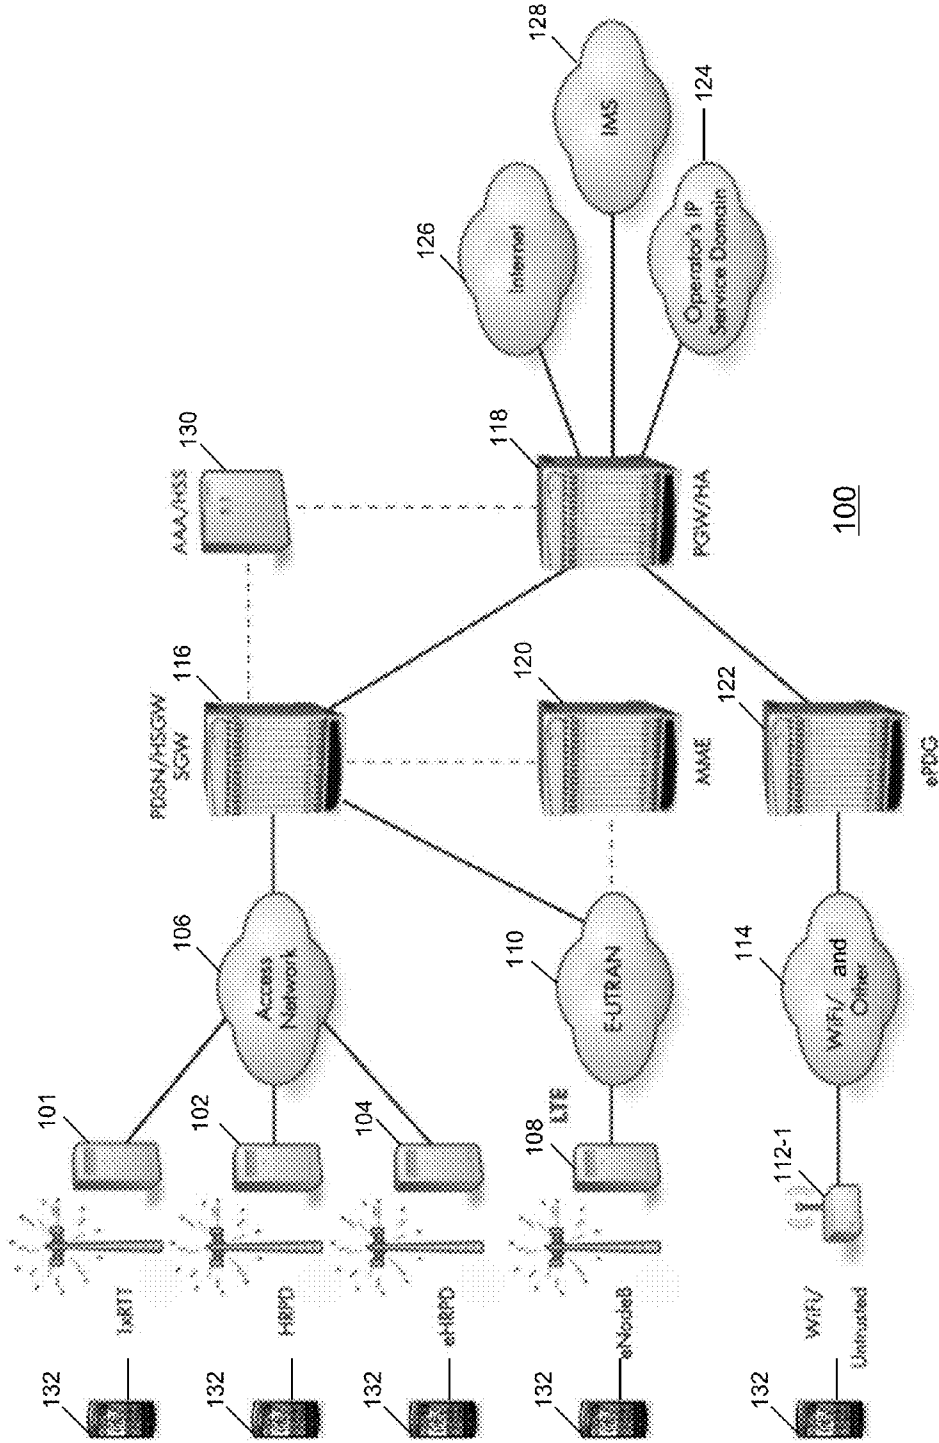 132
1xRTT
101
132
HRPD
102
132
eHRPD
104
106
Access
Network
PDSN/HSGW
SGW
116
AAA/HSS
130
132
eNodeB
108
LTE
110
E-UTRAN
120
MME
118
PGW/HA
126
Internet
128
IMS
124
Operator's IP
Service Domain
132
WiFi/
Untrusted
112-1
114
WiFi/ and
Other
122
ePDG
100